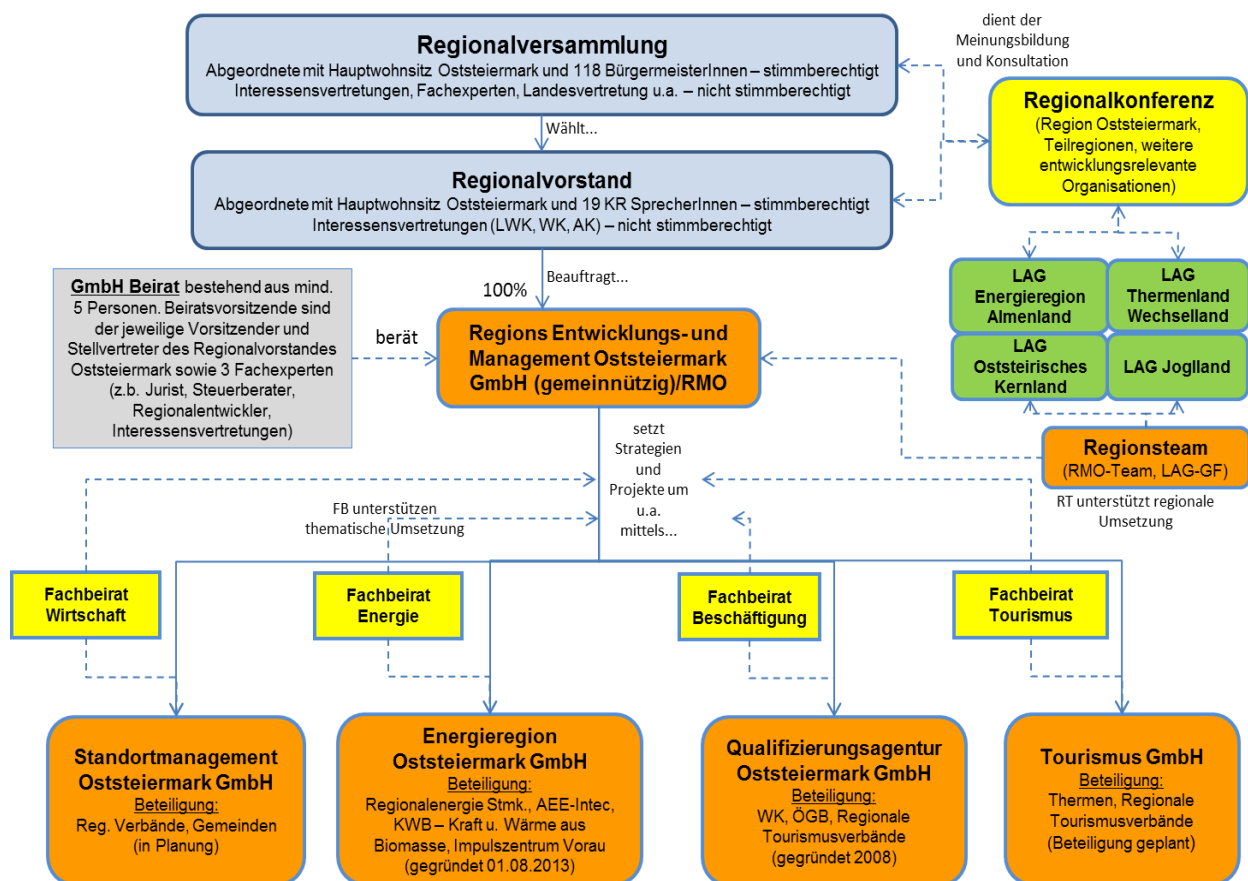 Regionalversammlung
Abgeordnete mit Hauptwohnsitz Oststeiermark und 118 BürgermeisterInnen – stimmberechtigt
Interessensvertretungen, Fachexperten, Landesvertretung u.a. – nicht stimmberechtigt
dient der
Meinungsbildung
und Konsultation
Wählt...
Regionalkonferenz
(Region Oststeiermark,
Teilregionen, weitere
entwicklungsrelevante
Organisationen)
Regionalvorstand
Abgeordnete mit Hauptwohnsitz Oststeiermark und 19 KR SprecherInnen – stimmberechtigt
Interessensvertretungen (LWK, WK, AK) – nicht stimmberechtigt
Beauftragt...
100%
GmbH Beirat bestehend aus mind.
5 Personen. Beiratsvorsitzende sind
der jeweilige Vorsitzender und
Stellvertreter des Regionalvorstandes
Oststeiermark sowie 3 Fachexperten
(z.b. Jurist, Steuerberater,
Regionalentwickler,
Interessensvertretungen)
berät
Regions Entwicklungs- und
Management Oststeiermark
GmbH (gemeinnützig)/RMO
LAG
Energieregion
Almenland
LAG
Thermenland
Wechselland
LAG
Oststeirisches
Kernland
LAG Joglland
Regionsteam
(RMO-Team, LAG-GF)
RT unterstützt regionale
Umsetzung
setzt
Strategien
und
Projekte um
u.a.
mittels...
FB unterstützen
thematische Umsetzung
Fachbeirat
Wirtschaft
Fachbeirat
Energie
Fachbeirat
Beschäftigung
Fachbeirat
Tourismus
Standortmanagement
Oststeiermark GmbH
Beteiligung:
Reg. Verbände, Gemeinden
(in Planung)
Energieregion
Oststeiermark GmbH
Beteiligung:
Regionalenergie Stmk., AEE-Intec,
KWB – Kraft u. Wärme aus
Biomasse, Impulszentrum Vorau
(gegründet 01.08.2013)
Qualifizierungsagentur
Oststeiermark GmbH
Beteiligung:
WK, ÖGB, Regionale
Tourismusverbände
(gegründet 2008)
Tourismus GmbH
Beteiligung:
Thermen, Regionale
Tourismusverbände
(Beteiligung geplant)